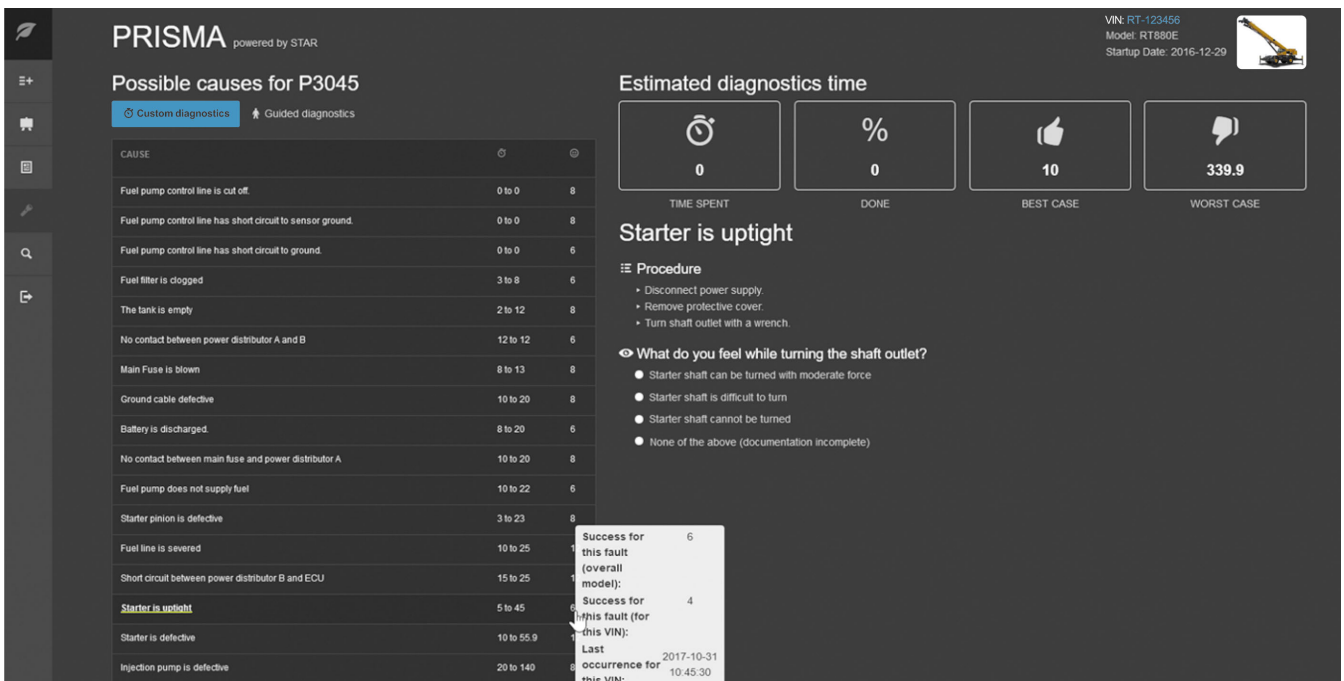 PRISMA powered by STAR
VIN: RT-123456
Model: RT880E
Startup Date: 2016-12-29
Possible causes for P3045
Custom diagnostics
Guided diagnostics
CAUSE
Fuel pump control line is cut off. 0 to 0 8
Fuel pump control line has short circuit to sensor ground. 0 to 0 8
Fuel pump control line has short circuit to ground. 0 to 0 6
Fuel filter is clogged 3 to 8 6
The tank is empty 2 to 12 8
No contact between power distributor A and B 12 to 12 6
Main Fuse is blown 8 to 13 8
Ground cable defective 10 to 20 8
Battery is discharged. 8 to 20 6
No contact between main fuse and power distributor A 10 to 20 8
Fuel pump does not supply fuel 10 to 22 6
Starter pinion is defective 3 to 23 8
Fuel line is severed 10 to 25 1
Short circuit between power distributor B and ECU 15 to 25 1
Starter is uptight 5 to 45 6
Starter is defective 10 to 55.9 1
Injection pump is defective 20 to 140 8
Estimated diagnostics time
%
0 0 10 339.9
TIME SPENT DONE BEST CASE WORST CASE
Starter is uptight
Procedure
Disconnect power supply.
Remove protective cover.
Turn shaft outlet with a wrench.
What do you feel while turning the shaft outlet?
Starter shaft can be turned with moderate force
Starter shaft is difficult to turn
Starter shaft cannot be turned
None of the above (documentation incomplete)
Success for 6
this fault
(overall
model):
Success for 4
this fault (for
this VIN):
Last 2017-10-31
occurrence for 10:45:30
this VIN: